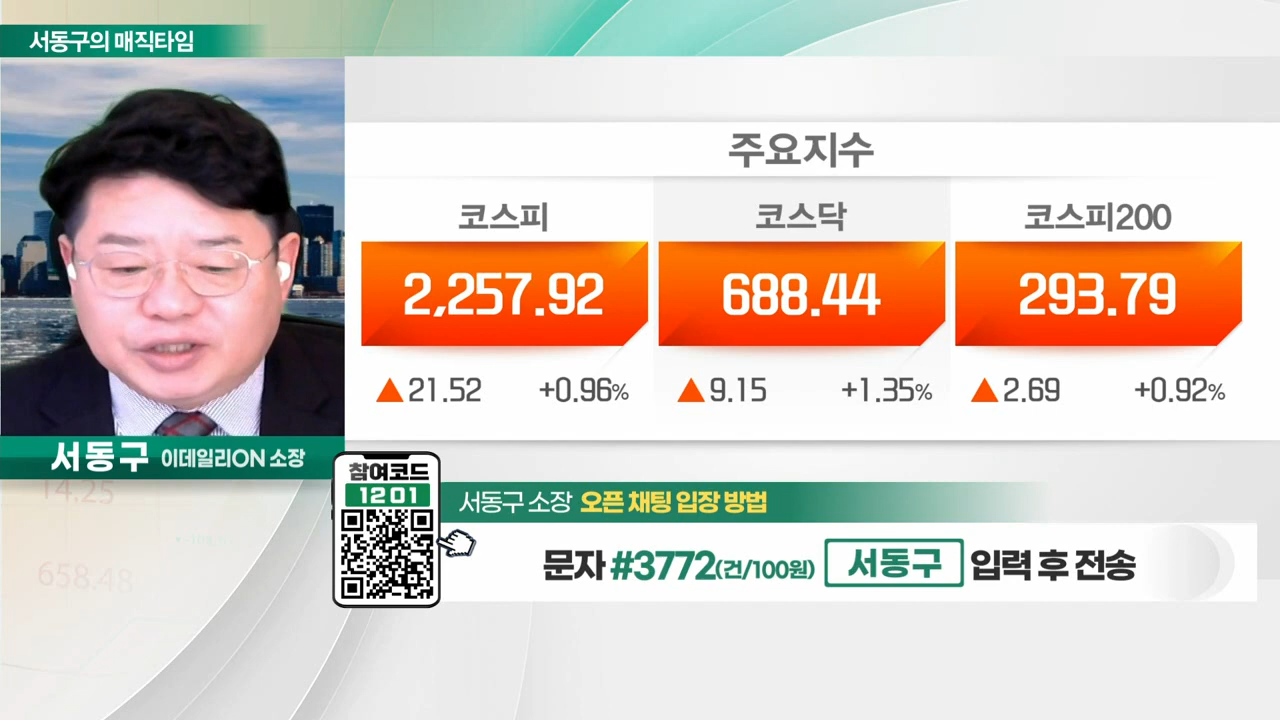 서동구의 매직타임
주요지수
코스피
2,257.92
▲21.52 +0.96%
코스닥
688.44
▲9.15 +1.35%
코스피200
293.79
▲2.69 +0.92%
서동구 이데일리ON 소장
14.25
658.48
참여코드
1201
서동구 소장 오픈 채팅 입장 방법
문자 #3772(건/100원) 서동구 입력 후 전송